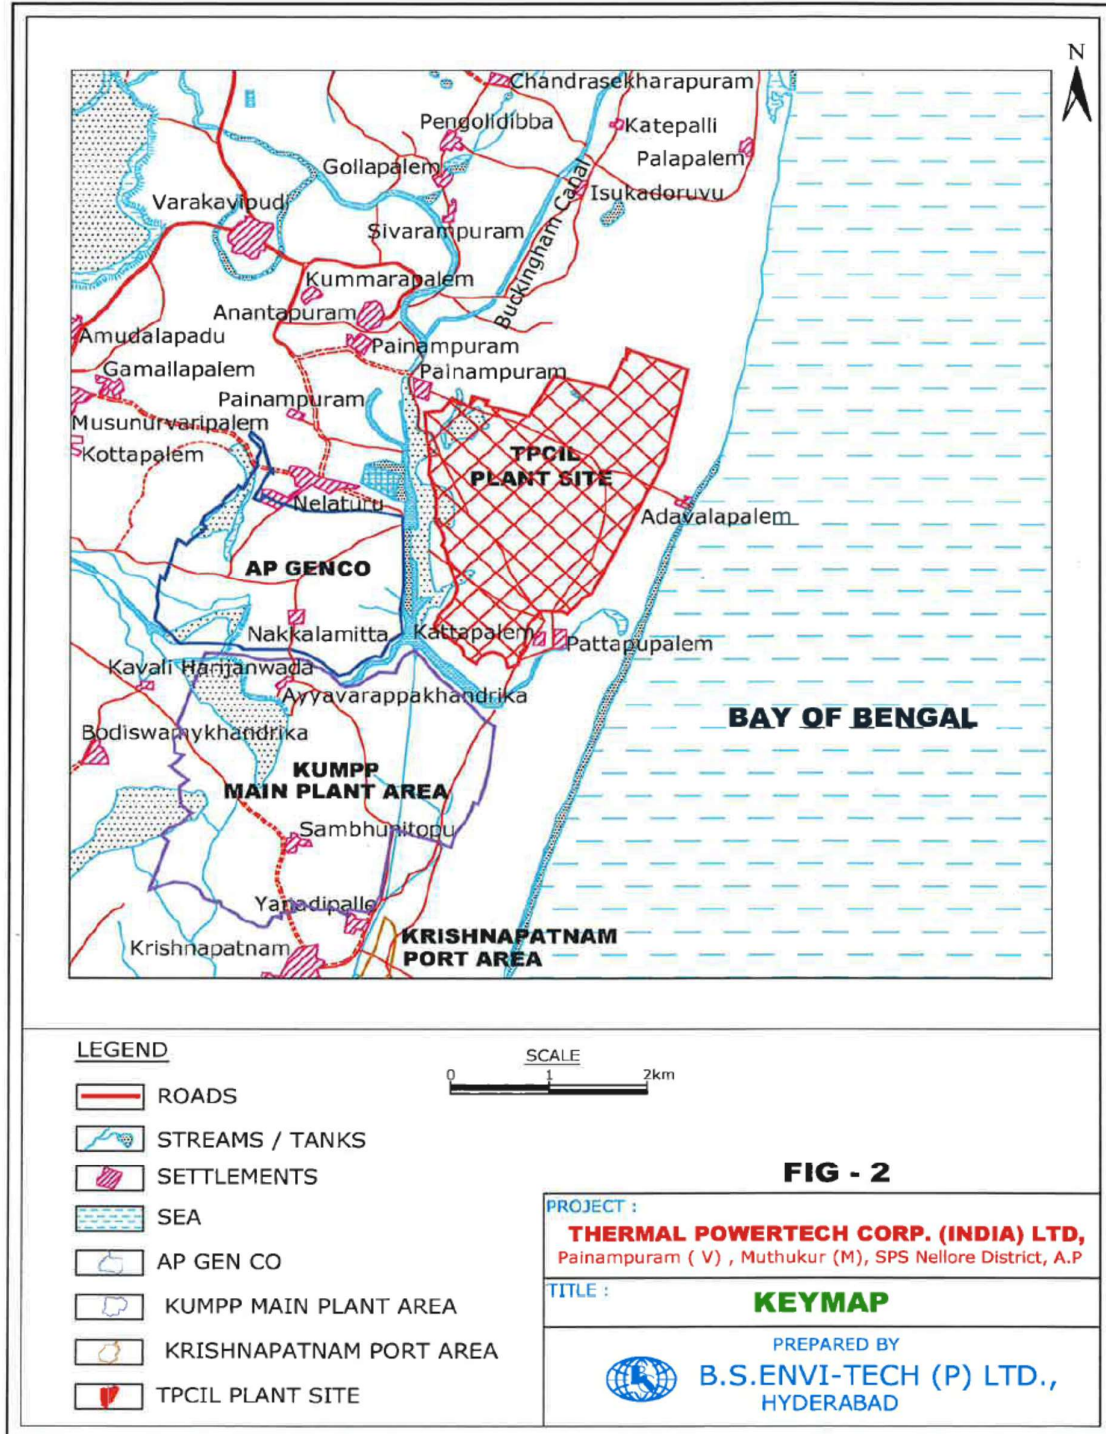 N
Chandrasekharapuram
Pengolidibba
Katepalli
Palapalem
Gollapalem
Isukadoruvu
Varakavipudi
Sivarampuram
Buckingham Canal
Kummarapalem
Anantapuram
Amudalapadu
Painampuram
Gamallapalem
Painampuram
Painampuram
Musunurvaripalem
Kottapalem
TPCIL
PLANT SITE
Nelaturu
Adavalapalem
AP GENCO
Nakkalamitta
Kattapalem
Pattapupalem
Kavali Harijanwada
Ayyavarappakhandrika
BAY OF BENGAL
Bodiswamykhandrika
KUMPP
MAIN PLANT AREA
Sambhunitopu
Yanadipalle
Krishnapatnam
KRISHNAPATNAM
PORT AREA
LEGEND
ROADS
STREAMS / TANKS
SETTLEMENTS
SEA
AP GEN CO
KUMPP MAIN PLANT AREA
KRISHNAPATNAM PORT AREA
TPCIL PLANT SITE
SCALE
0 1 2km
FIG - 2
PROJECT :
THERMAL POWERTECH CORP. (INDIA) LTD,
Painampuram ( V) , Muthukur (M), SPS Nellore District, A.P
TITLE :
KEYMAP
PREPARED BY
B.S.ENVI-TECH (P) LTD.,
HYDERABAD